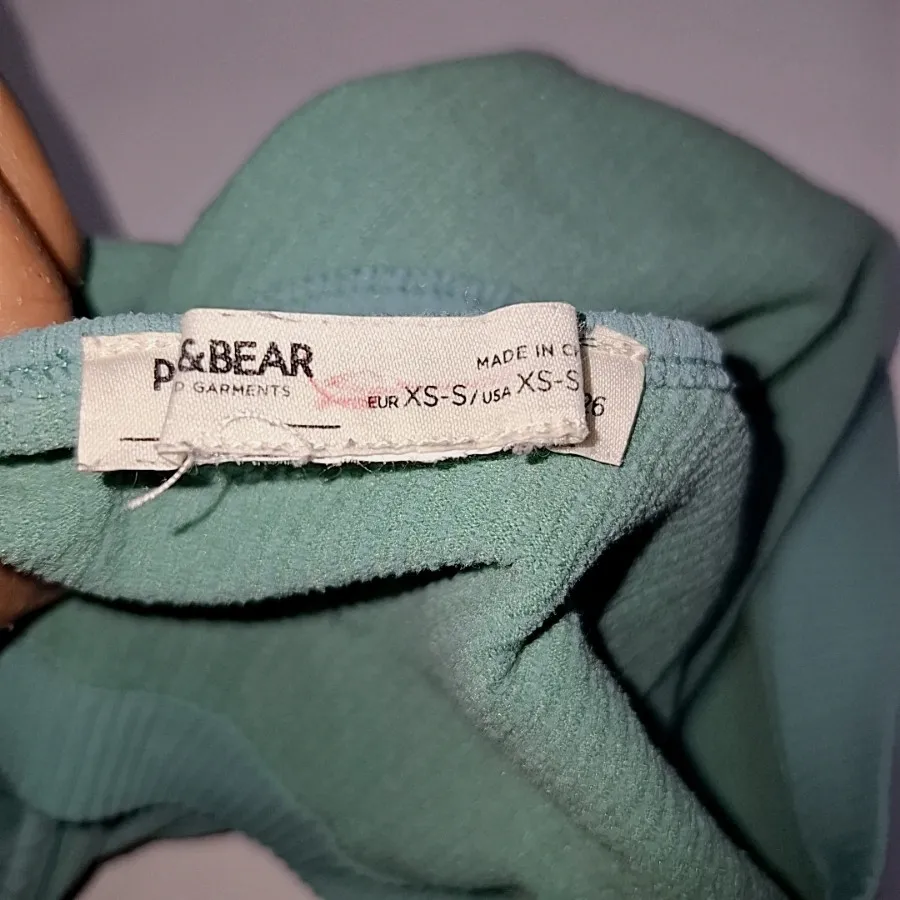 P &BEAR
P GARMENTS
MADE IN C
EUR XS-S/USA XS-S
26